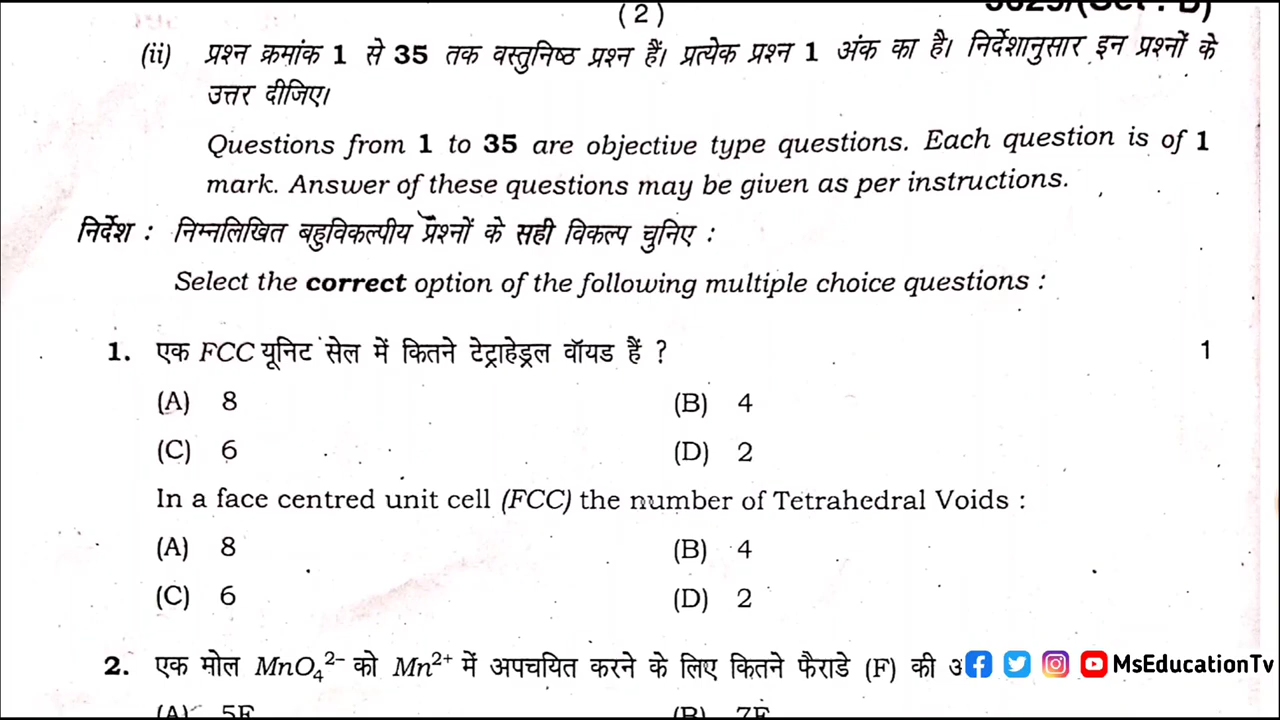 (2)
(ii) प्रश्न क्रमांक 1 से 35 तक वस्तुनिष्ठ प्रश्न हैं। प्रत्येक प्रश्न 1 अंक का है। निर्देशानुसार इन प्रश्नों के
उत्तर दीजिए।
Questions from 1 to 35 are objective type questions. Each question is of 1
mark. Answer of these questions may be given as per instructions.
निर्देश : निम्नलिखित बहुविकल्पीय प्रश्नों के सही विकल्प चुनिए :
Select the correct option of the following multiple choice questions :
1. एक FCC यूनिट सेल में कितने टेट्राहेड्रल वॉयड हैं ? 1
(A) 8 (B) 4
(C) 6 (D) 2
In a face centred unit cell (FCC) the number of Tetrahedral Voids :
(A) 8 (B) 4
(C) 6 (D) 2
2. एक मोल MnO₄²⁻ को Mn²⁺ में अपचयित करने के लिए कितने फैराडे (F) की
MsEducationTv
(A) 5F (B) 7F